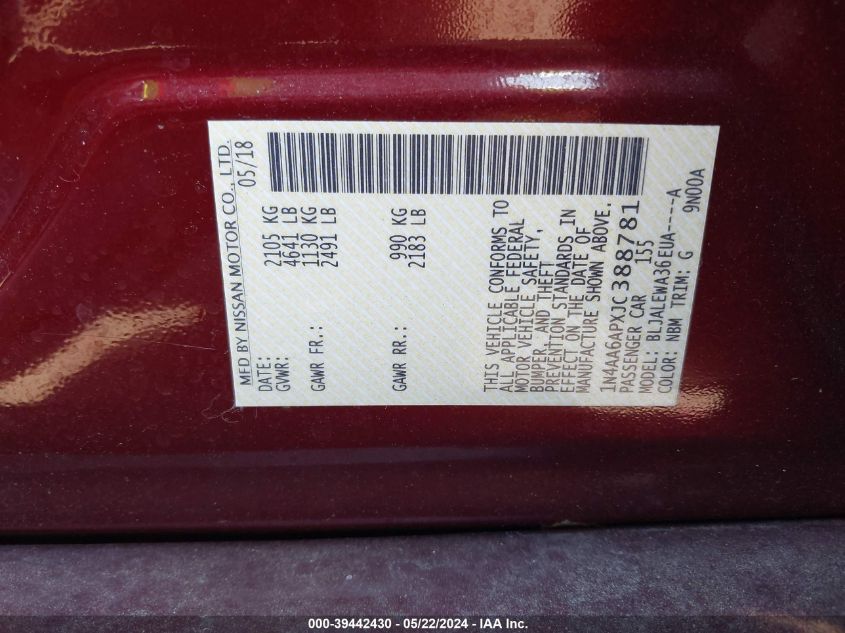 MFD BY NISSAN MOTOR CO., LTD.
DATE: 05/18
GVWR: 2105 KG
4641 LB
GAWR FR.: 1130 KG
2491 LB
GAWR RR.: 990 KG
2183 LB
THIS VEHICLE CONFORMS TO
ALL APPLICABLE FEDERAL
MOTOR VEHICLE SAFETY,
BUMPER, AND THEFT
PREVENTION STANDARDS IN
EFFECT ON THE DATE OF
MANUFACTURE SHOWN ABOVE.
1N4AA6APXJC388781
PASSENGER CAR 155
MODEL: BLJALEWA36EUA-----A
COLOR: NBM TRIM: G 9N00A
000-39442430 - 05/22/2024 - IAA Inc.